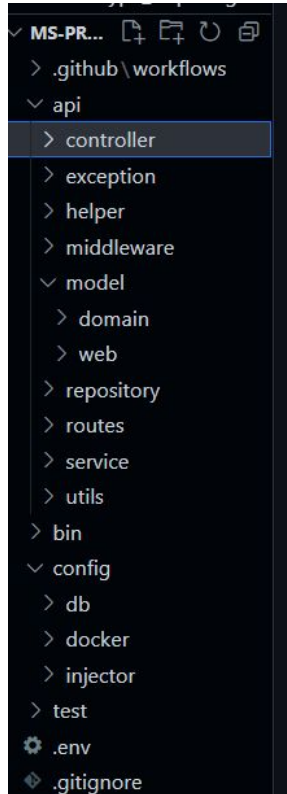 MS-PR...
.github\workflows
api
controller
exception
helper
middleware
model
domain
web
repository
routes
service
utils
bin
config
db
docker
injector
test
.env
.gitignore